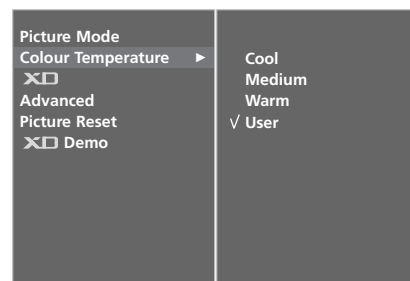 Picture Mode
Colour Temperature ►
XD
Advanced
Picture Reset
XD Demo
Cool
Medium
Warm
√ User